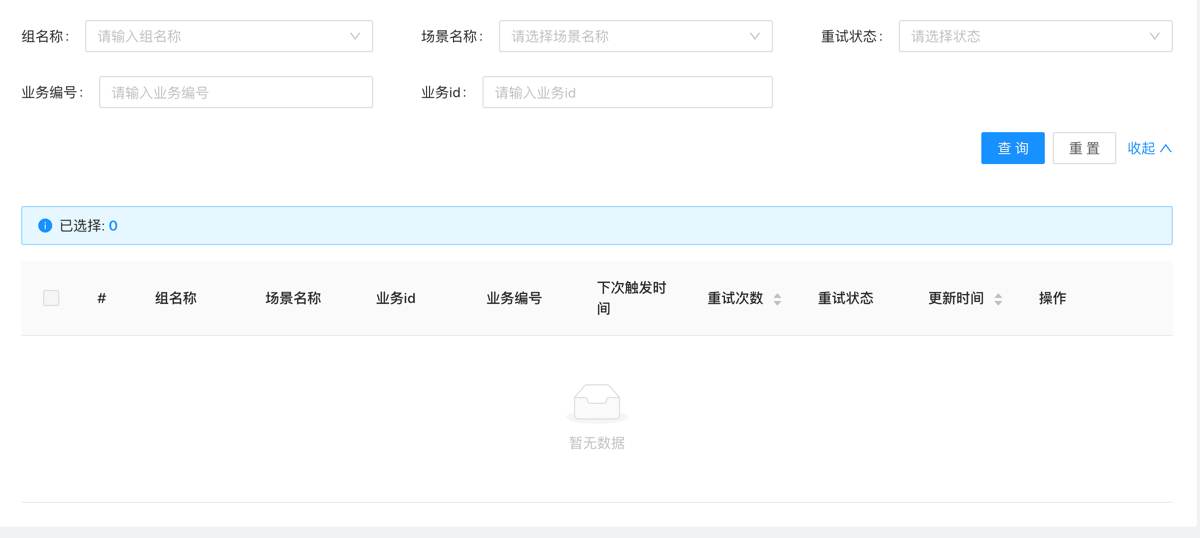 组名称： 请输入组名称 场景名称： 请选择场景名称 重试状态： 请选择状态
业务编号： 请输入业务编号 业务id： 请输入业务id
查 询 重 置 收起
已选择: 0
# 组名称 场景名称 业务id 业务编号 下次触发时间 重试次数 重试状态 更新时间 操作
暂无数据